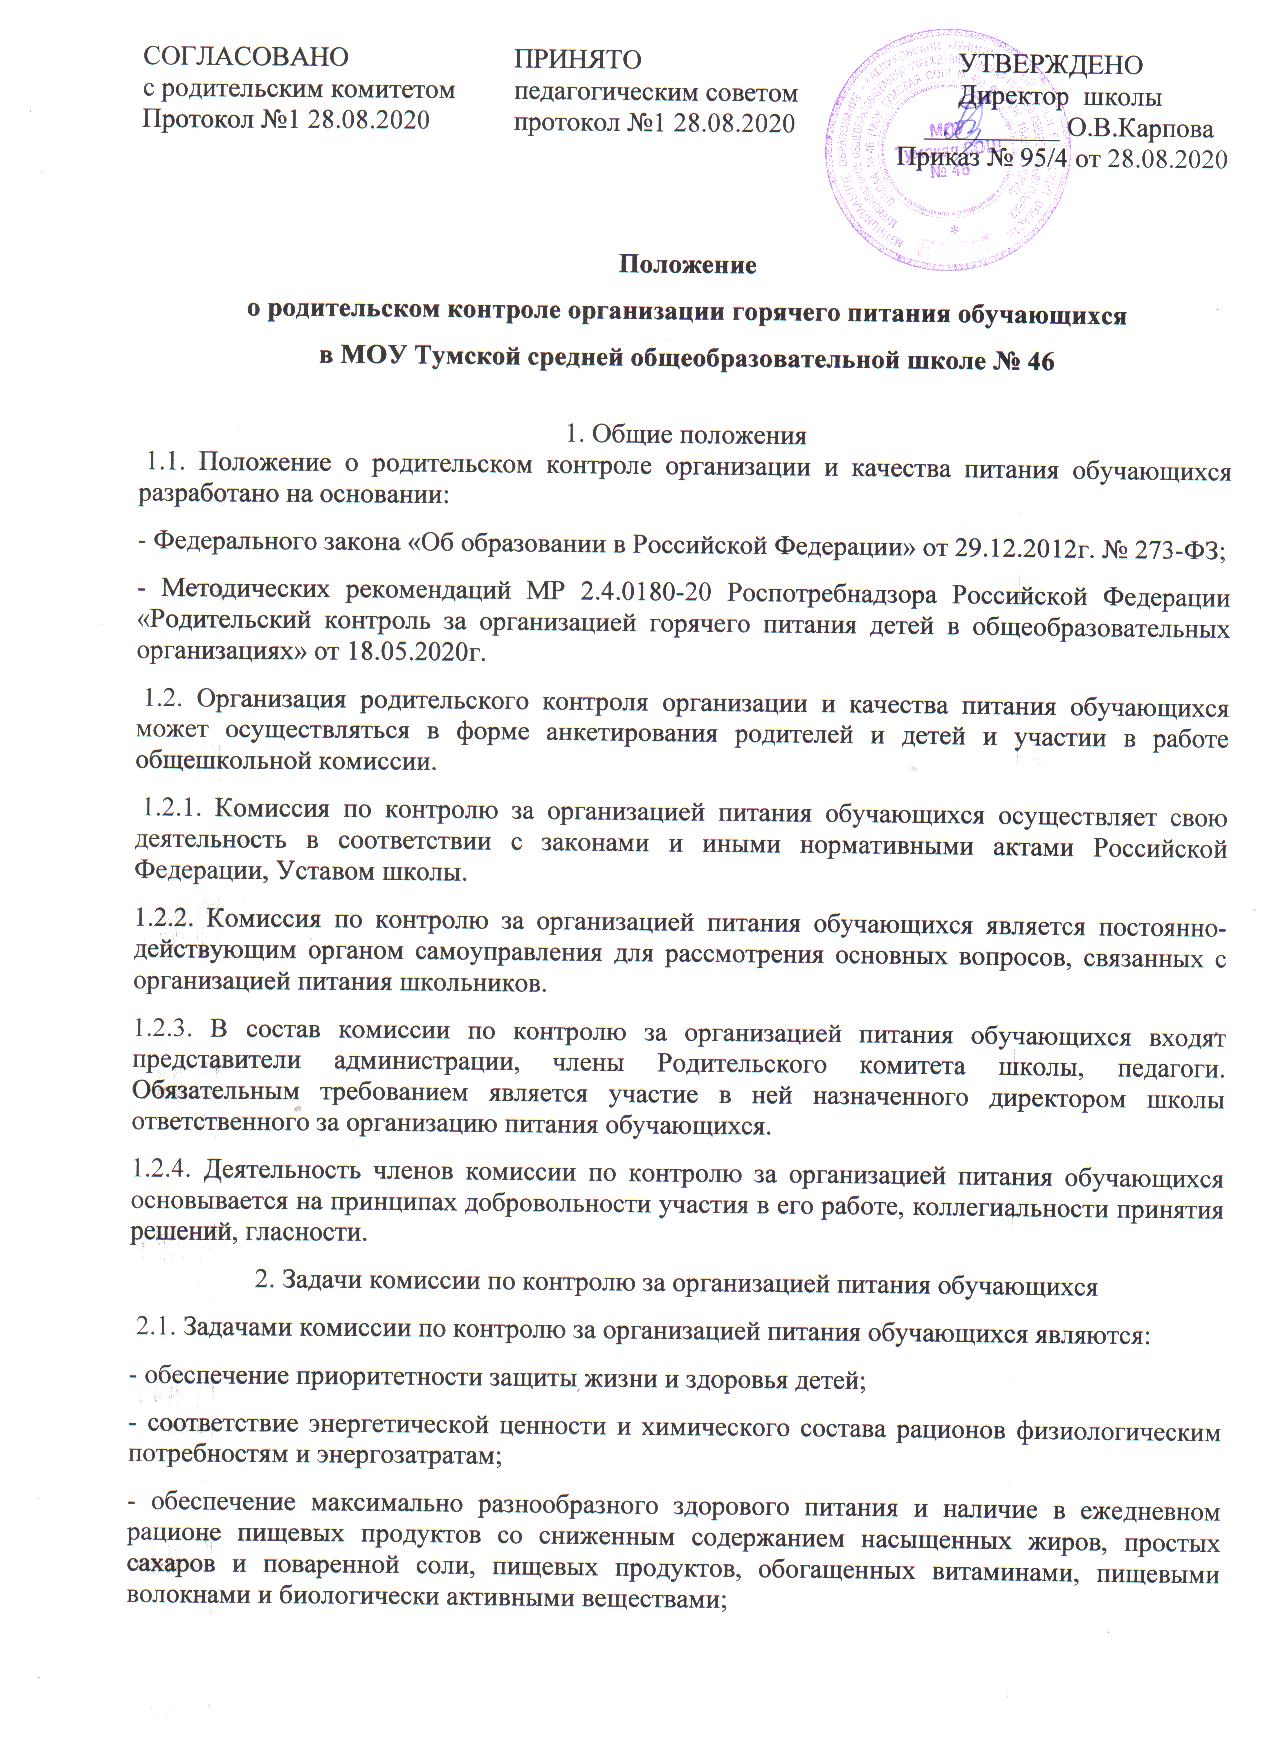 СОГЛАСОВАНО
с родительским комитетом
Протокол №1 28.08.2020
ПРИНЯТО
педагогическим советом
протокол №1 28.08.2020
УТВЕРЖДЕНО
Директор школы
О.В.Карпова
Приказ № 95/4 от 28.08.2020
МОУ
Тумская СОШ
№ 46
Положение
о родительском контроле организации горячего питания обучающихся
в МОУ Тумской средней общеобразовательной школе № 46
1. Общие положения
1.1. Положение о родительском контроле организации и качества питания обучающихся
разработано на основании:
- Федерального закона «Об образовании в Российской Федерации» от 29.12.2012г. № 273-ФЗ;
- Методических рекомендаций МР 2.4.0180-20 Роспотребнадзора Российской Федерации
«Родительский контроль за организацией горячего питания детей в общеобразовательных
организациях» от 18.05.2020г.
1.2. Организация родительского контроля организации и качества питания обучающихся
может осуществляться в форме анкетирования родителей и детей и участии в работе
общешкольной комиссии.
1.2.1. Комиссия по контролю за организацией питания обучающихся осуществляет свою
деятельность в соответствии с законами и иными нормативными актами Российской
Федерации, Уставом школы.
1.2.2. Комиссия по контролю за организацией питания обучающихся является постоянно-
действующим органом самоуправления для рассмотрения основных вопросов, связанных с
организацией питания школьников.
1.2.3. В состав комиссии по контролю за организацией питания обучающихся входят
представители администрации, члены Родительского комитета школы, педагоги.
Обязательным требованием является участие в ней назначенного директором школы
ответственного за организацию питания обучающихся.
1.2.4. Деятельность членов комиссии по контролю за организацией питания обучающихся
основывается на принципах добровольности участия в его работе, коллегиальности принятия
решений, гласности.
2. Задачи комиссии по контролю за организацией питания обучающихся
2.1. Задачами комиссии по контролю за организацией питания обучающихся являются:
- обеспечение приоритетности защиты жизни и здоровья детей;
- соответствие энергетической ценности и химического состава рационов физиологическим
потребностям и энергозатратам;
- обеспечение максимально разнообразного здорового питания и наличие в ежедневном
рационе пищевых продуктов со сниженным содержанием насыщенных жиров, простых
сахаров и поваренной соли, пищевых продуктов, обогащенных витаминами, пищевыми
волокнами и биологически активными веществами;